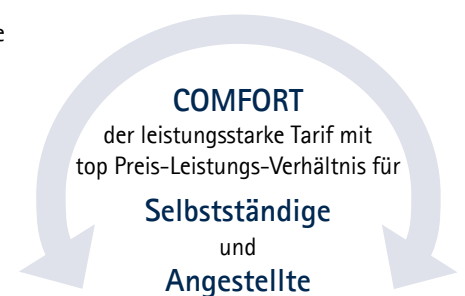 e
COMFORT
der leistungsstarke Tarif mit
top Preis-Leistungs-Verhältnis für
Selbstständige
und
Angestellte